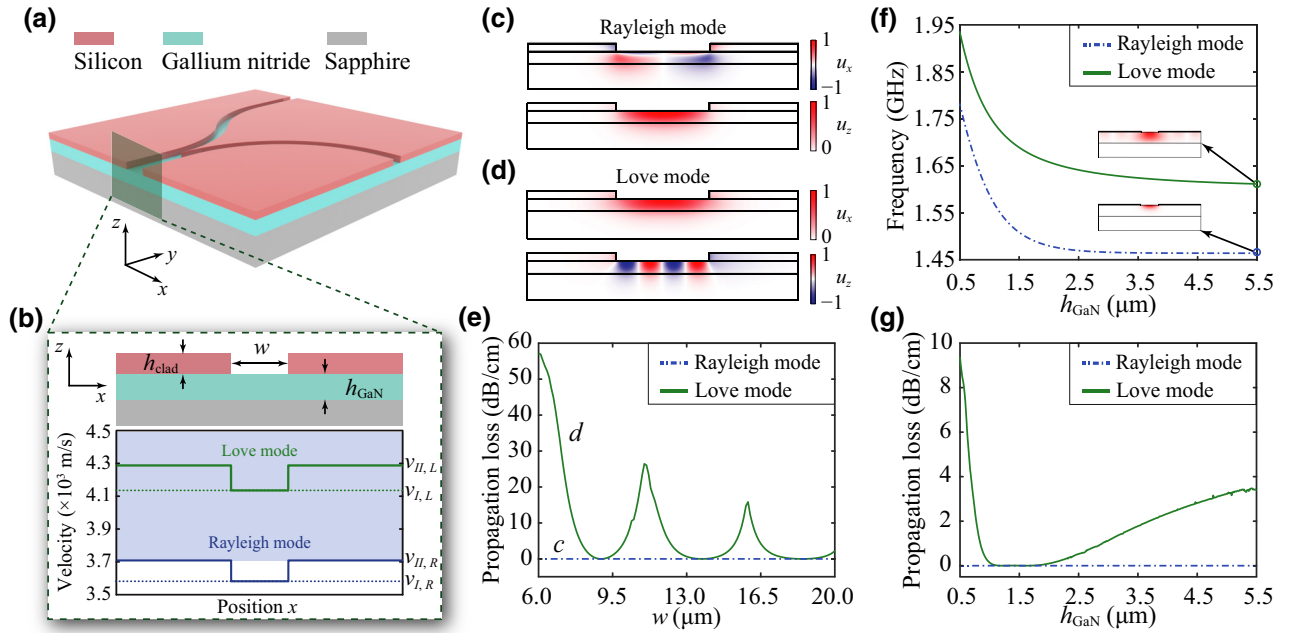 (a)
Silicon
Gallium nitride
Sapphire
z
y
x
(b)
z
x
h_clad
w
h_GaN
4.5
4.3
4.1
3.9
3.7
3.5
Velocity (×10³ m/s)
Love mode
Rayleigh mode
v_II, L
v_I, L
v_II, R
v_I, R
Position x
(c)
Rayleigh mode
1
u_x
−1
1
u_z
0
(d)
Love mode
1
u_x
0
1
u_z
−1
(e)
Rayleigh mode
Love mode
Propagation loss (dB/cm)
60
50
40
30
20
10
0
d
c
6.0
9.5
13.0
16.5
20.0
w (μm)
(f)
Rayleigh mode
Love mode
Frequency (GHz)
1.95
1.85
1.75
1.65
1.55
1.45
0.5
1.5
2.5
3.5
4.5
5.5
h_GaN (μm)
(g)
Rayleigh mode
Love mode
Propagation loss (dB/cm)
10
8
6
4
2
0
0.5
1.5
2.5
3.5
4.5
5.5
h_GaN (μm)